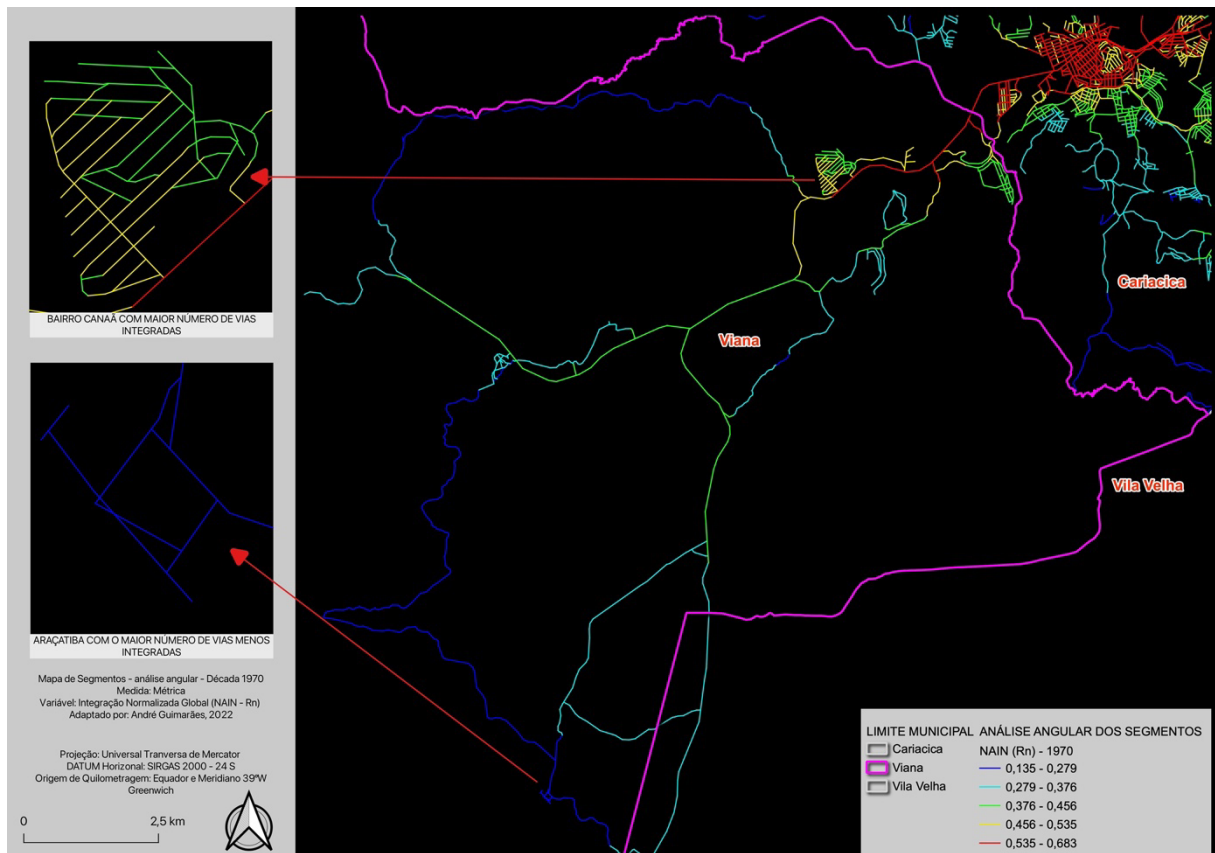 BAIRRO CANAÃ COM MAIOR NÚMERO DE VIAS
INTEGRADAS
ARAÇATIBA COM O MAIOR NÚMERO DE VIAS MENOS
INTEGRADAS
Mapa de Segmentos - análise angular - Década 1970
Medida: Métrica
Variável: Integração Normalizada Global (NAIN - Rn)
Adaptado por: André Guimarães, 2022
Projeção: Universal Tranversa de Mercator
DATUM Horizonal: SIRGAS 2000 - 24 S
Origem de Quilometragem: Equador e Meridiano 39ºW
Greenwich
0 2,5 km
Cariacica
Viana
Vila Velha
LIMITE MUNICIPAL
Cariacica
Viana
Vila Velha
ANÁLISE ANGULAR DOS SEGMENTOS
NAIN (Rn) - 1970
0,135 - 0,279
0,279 - 0,376
0,376 - 0,456
0,456 - 0,535
0,535 - 0,683